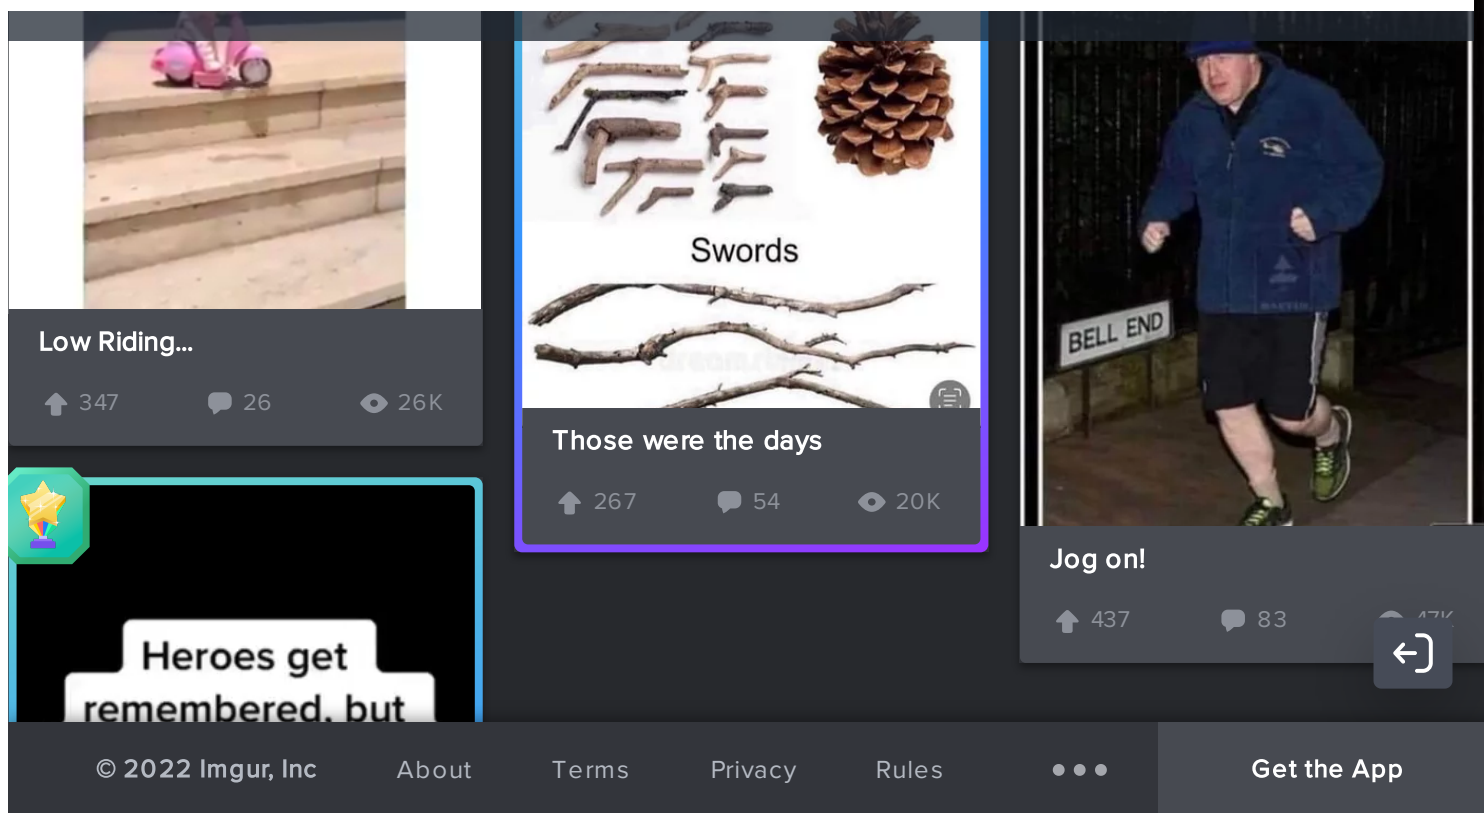 Low Riding...
347
26
26K
Heroes get
remembered, but
Swords
Those were the days
267
54
20K
BELL END
Jog on!
437
83
47K
© 2022 Imgur, Inc
About
Terms
Privacy
Rules
Get the App